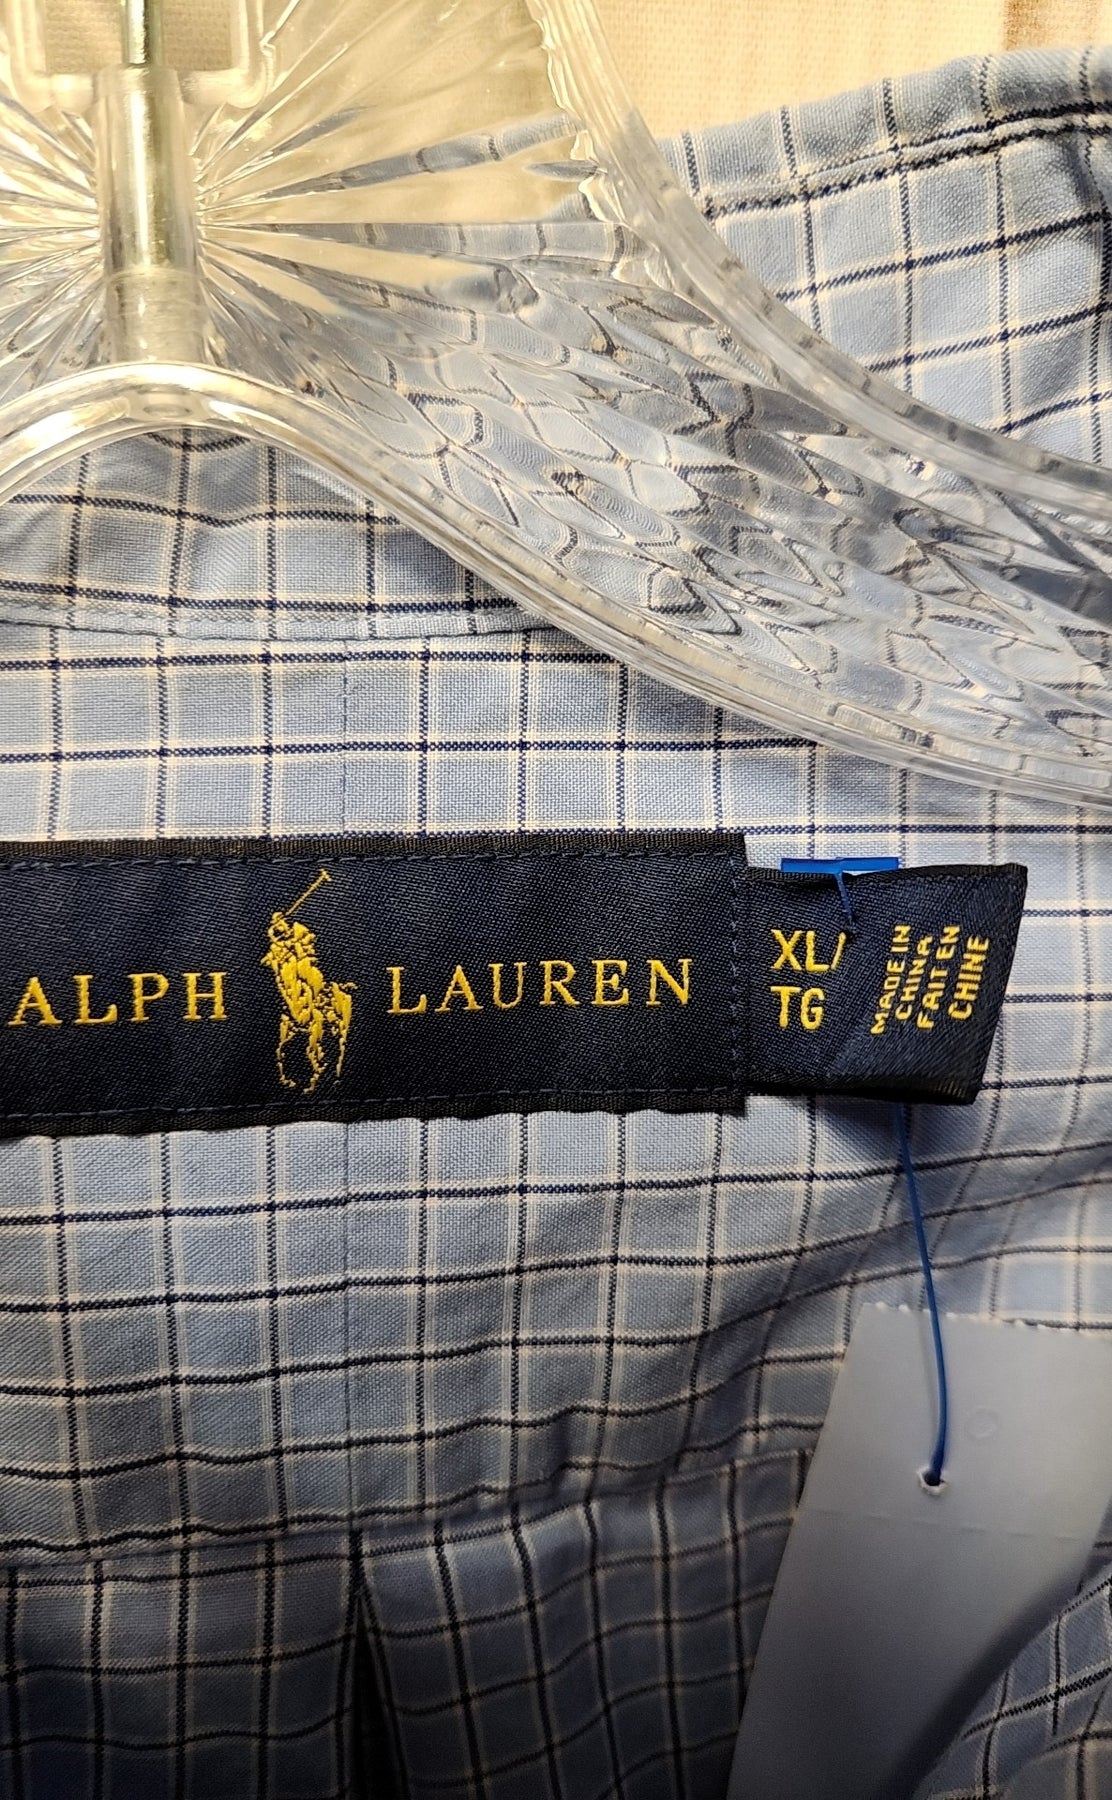 ALPH LAUREN
XL/
TG
MADE IN
CHINA
FAIT EN
CHINE